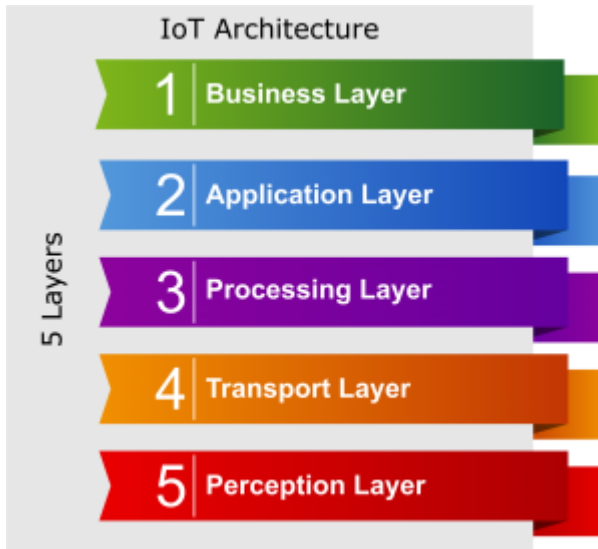 IoT Architecture
1 Business Layer
2 Application Layer
3 Processing Layer
4 Transport Layer
5 Perception Layer
5 Layers